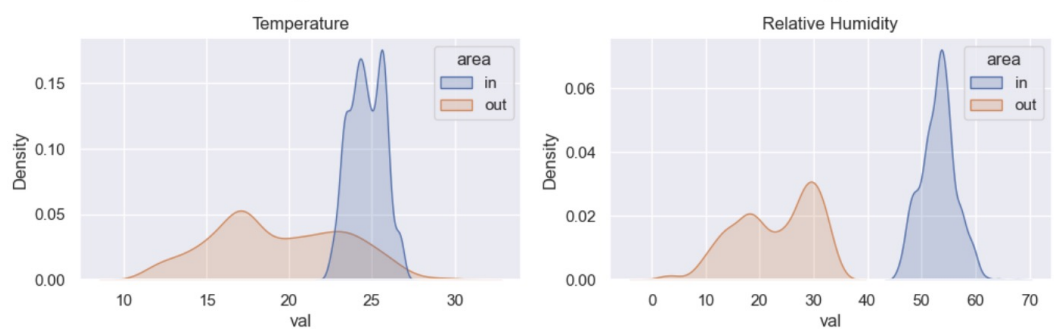 Temperature
Density
0.15
0.10
0.05
0.00
10 15 20 25 30
val
area
in
out
Relative Humidity
Density
0.06
0.04
0.02
0.00
0 10 20 30 40 50 60 70
val
area
in
out